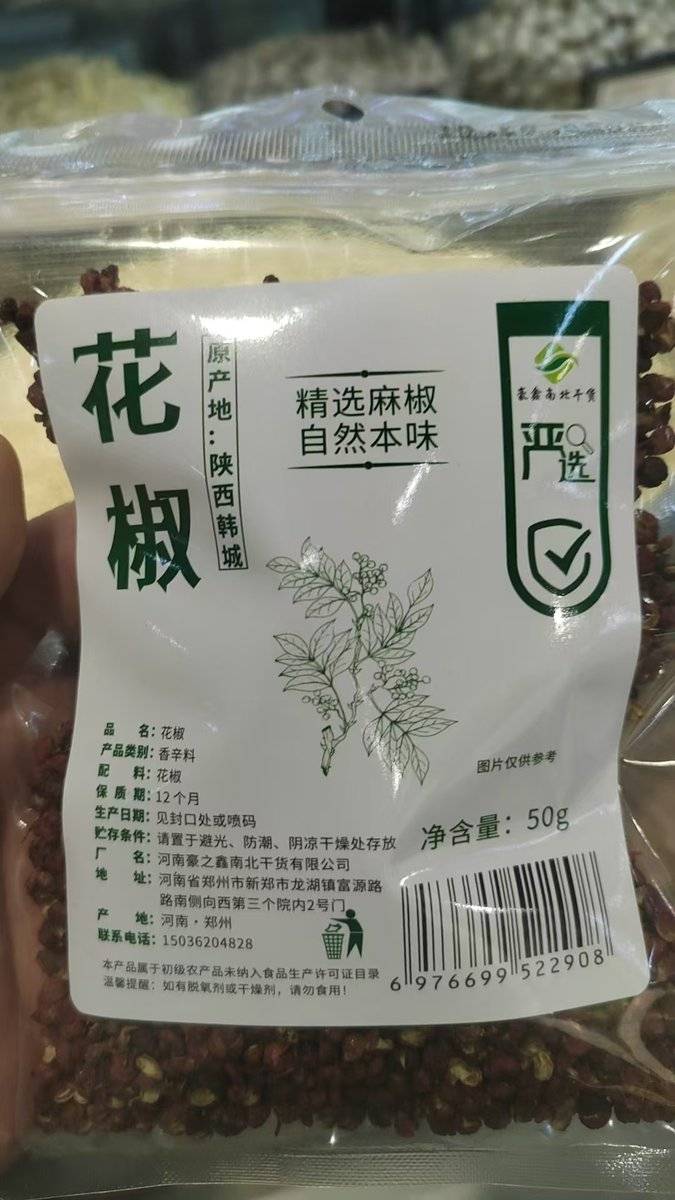 花椒
原产地：陕西韩城
精选麻椒
自然本味
豪鑫南北干货
严选
图片仅供参考
品　名：花椒
产品类别：香辛料
配　料：花椒
保 质 期：12个月
生产日期：见封口处或喷码
贮存条件：请置于避光、防潮、阴凉干燥处存放
厂　名：河南豪之鑫南北干货有限公司
地　址：河南省郑州市新郑市龙湖镇富源路
路南侧向西第三个院内2号门
产　地：河南·郑州
联系电话：15036204828
本产品属于初级农产品未纳入食品生产许可证目录
温馨提醒：如有脱氧剂或干燥剂，请勿食用！
净含量：50g
6 976699 522908